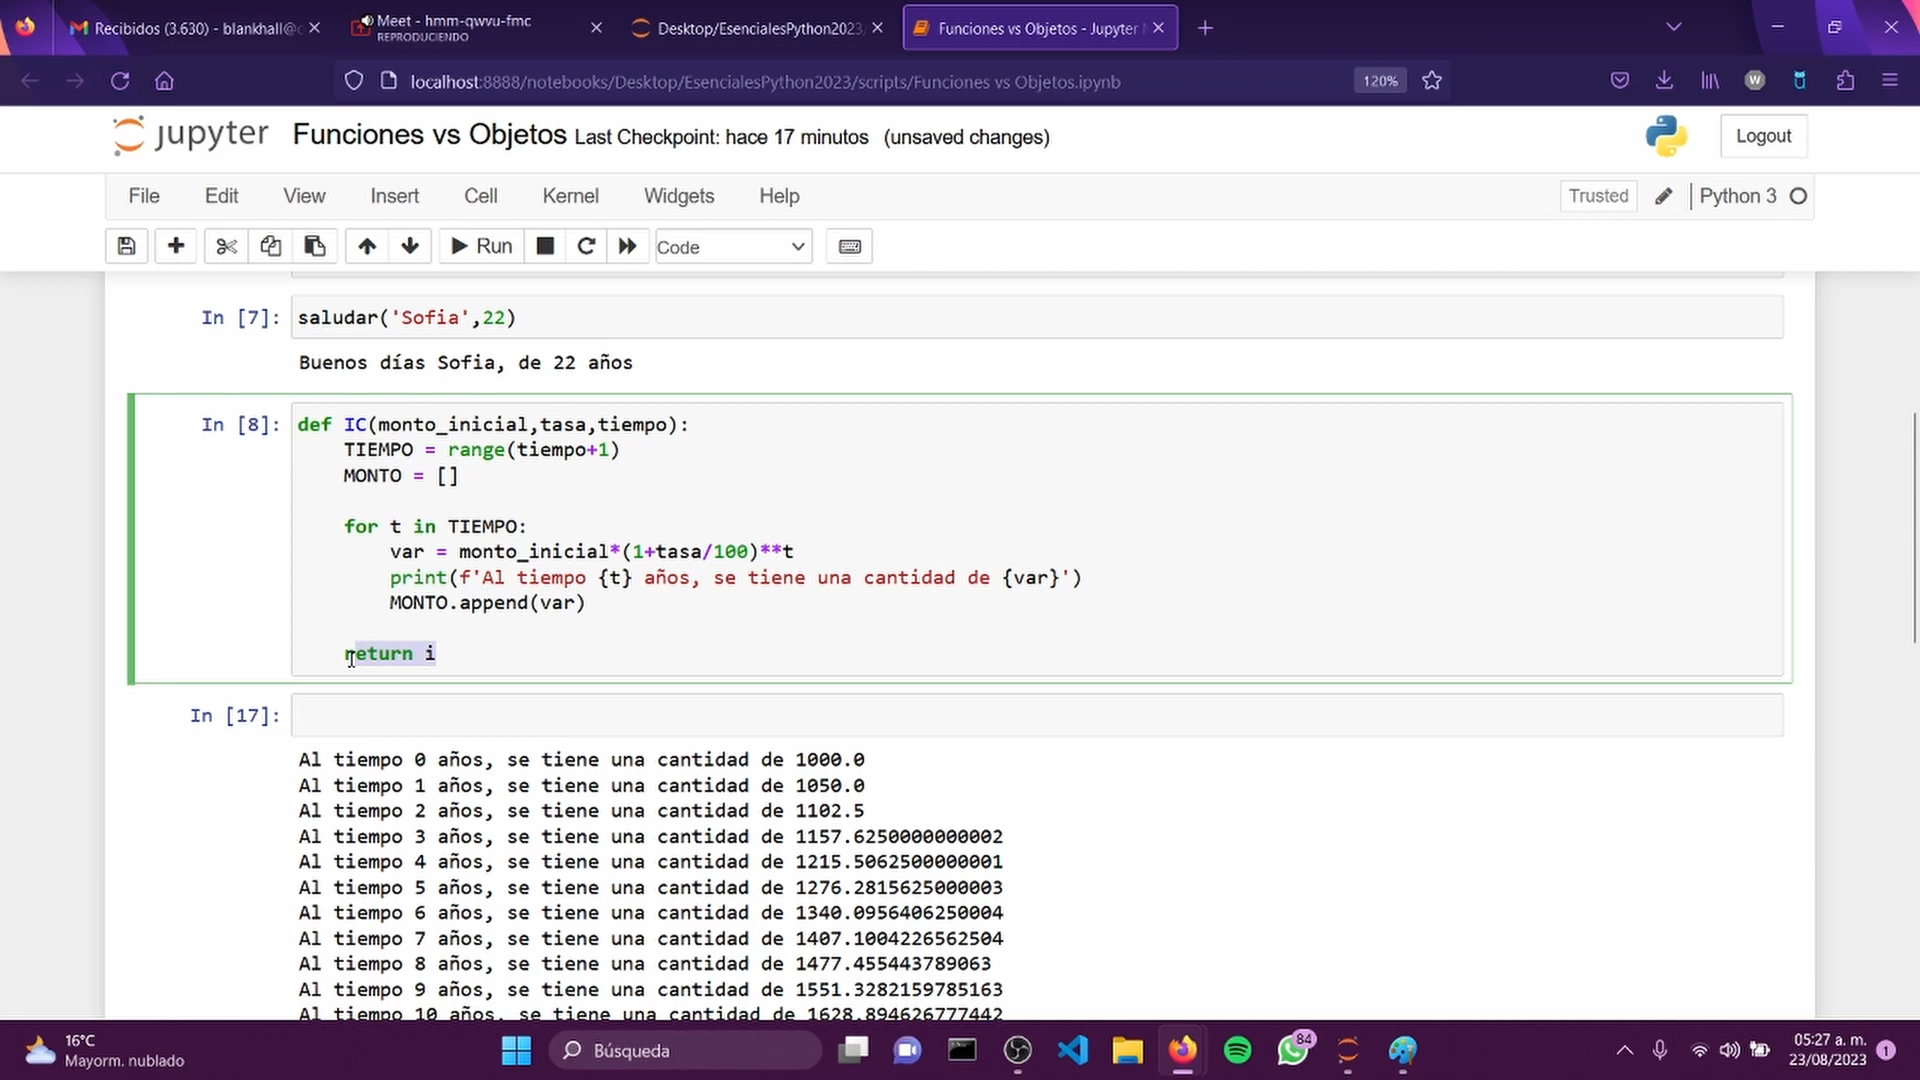 Recibidos (3.630) - blankhall@c
Meet - hmm-qwvu-fmc
REPRODUCIENDO
Desktop/EsencialesPython2023/
Funciones vs Objetos - Jupyter
localhost:8888/notebooks/Desktop/EsencialesPython2023/scripts/Funciones vs Objetos.ipynb
120%
W
jupyter Funciones vs Objetos Last Checkpoint: hace 17 minutos (unsaved changes)
Logout
File Edit View Insert Cell Kernel Widgets Help
Trusted
Python 3
Run
Code
In [7]: saludar('Sofia',22)
Buenos días Sofia, de 22 años
In [8]: def IC(monto_inicial,tasa,tiempo):
TIEMPO = range(tiempo+1)
MONTO = []
for t in TIEMPO:
var = monto_inicial*(1+tasa/100)**t
print(f'Al tiempo {t} años, se tiene una cantidad de {var}')
MONTO.append(var)
return i
In [17]:
Al tiempo 0 años, se tiene una cantidad de 1000.0
Al tiempo 1 años, se tiene una cantidad de 1050.0
Al tiempo 2 años, se tiene una cantidad de 1102.5
Al tiempo 3 años, se tiene una cantidad de 1157.6250000000002
Al tiempo 4 años, se tiene una cantidad de 1215.5062500000001
Al tiempo 5 años, se tiene una cantidad de 1276.2815625000003
Al tiempo 6 años, se tiene una cantidad de 1340.0956406250004
Al tiempo 7 años, se tiene una cantidad de 1407.1004226562504
Al tiempo 8 años, se tiene una cantidad de 1477.455443789063
Al tiempo 9 años, se tiene una cantidad de 1551.3282159785163
Al tiempo 10 años, se tiene una cantidad de 1628.894626777442
16°C
Mayorm. nublado
Búsqueda
84
05:27 a. m.
23/08/2023
1